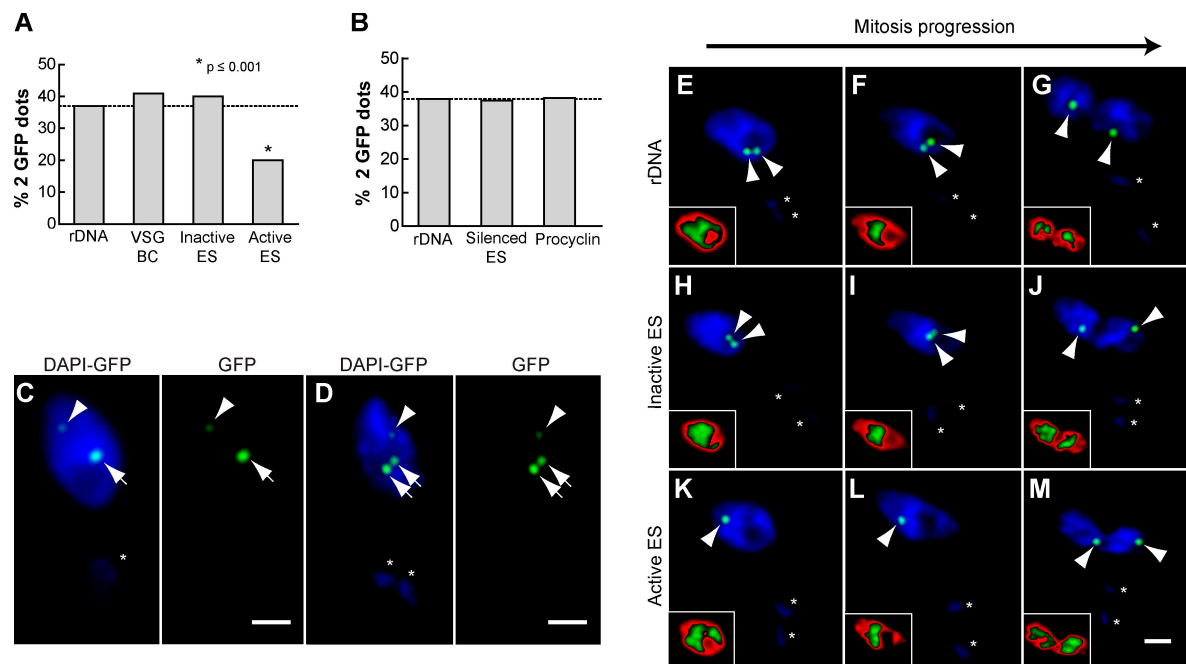 A
B
Mitosis progression
* p ≤ 0.001
% 2 GFP dots
50
40
30
20
10
0
*
rDNA
VSG BC
Inactive ES
Active ES
% 2 GFP dots
50
40
30
20
10
0
rDNA
Silenced ES
Procyclin
DAPI-GFP
GFP
DAPI-GFP
GFP
C
*
D
* *
rDNA
E
* *
F
* *
G
* *
Inactive ES
H
* *
I
* *
J
* *
Active ES
K
* *
L
* *
M
* *